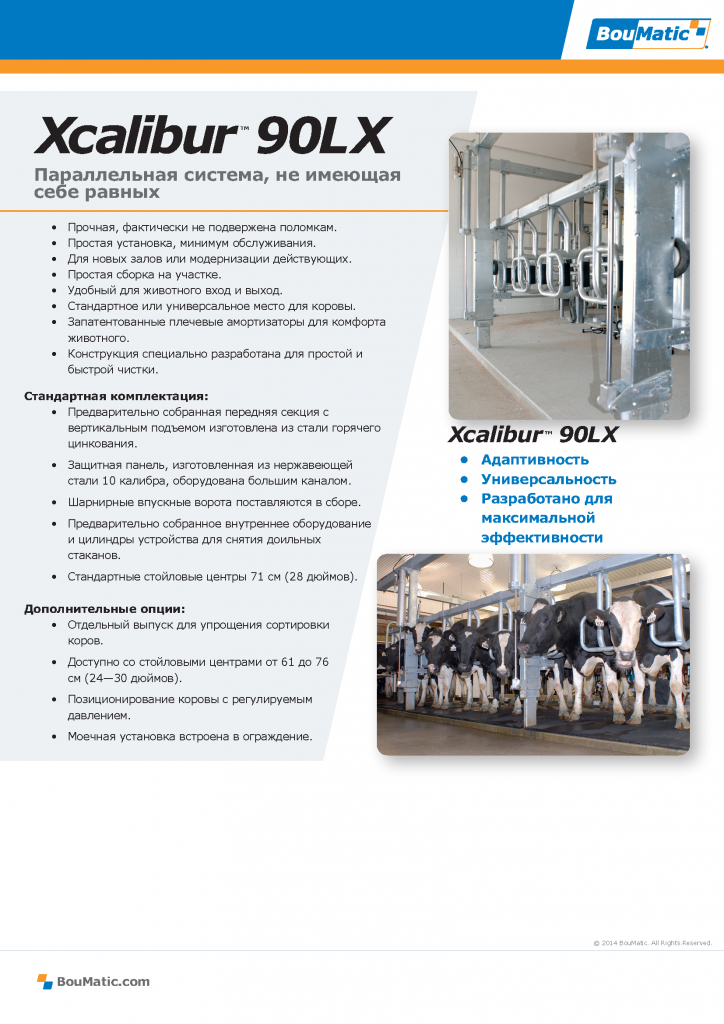 BouMatic
Xcalibur™ 90LX
Параллельная система, не имеющая
себе равных
• Прочная, фактически не подвержена поломкам.
• Простая установка, минимум обслуживания.
• Для новых залов или модернизации действующих.
• Простая сборка на участке.
• Удобный для животного вход и выход.
• Стандартное или универсальное место для коровы.
• Запатентованные плечевые амортизаторы для комфорта
животного.
• Конструкция специально разработана для простой и
быстрой чистки.
Стандартная комплектация:
• Предварительно собранная передняя секция с
вертикальным подъемом изготовлена из стали горячего
цинкования.
• Защитная панель, изготовленная из нержавеющей
стали 10 калибра, оборудована большим каналом.
• Шарнирные впускные ворота поставляются в сборе.
• Предварительно собранное внутреннее оборудование
и цилиндры устройства для снятия доильных
стаканов.
• Стандартные стойловые центры 71 см (28 дюймов).
Дополнительные опции:
• Отдельный выпуск для упрощения сортировки
коров.
• Доступно со стойловыми центрами от 61 до 76
см (24—30 дюймов).
• Позиционирование коровы с регулируемым
давлением.
• Моечная установка встроена в ограждение.
Xcalibur™ 90LX
• Адаптивность
• Универсальность
• Разработано для
максимальной
эффективности
© 2014 BouMatic. All Rights Reserved.
BouMatic.com